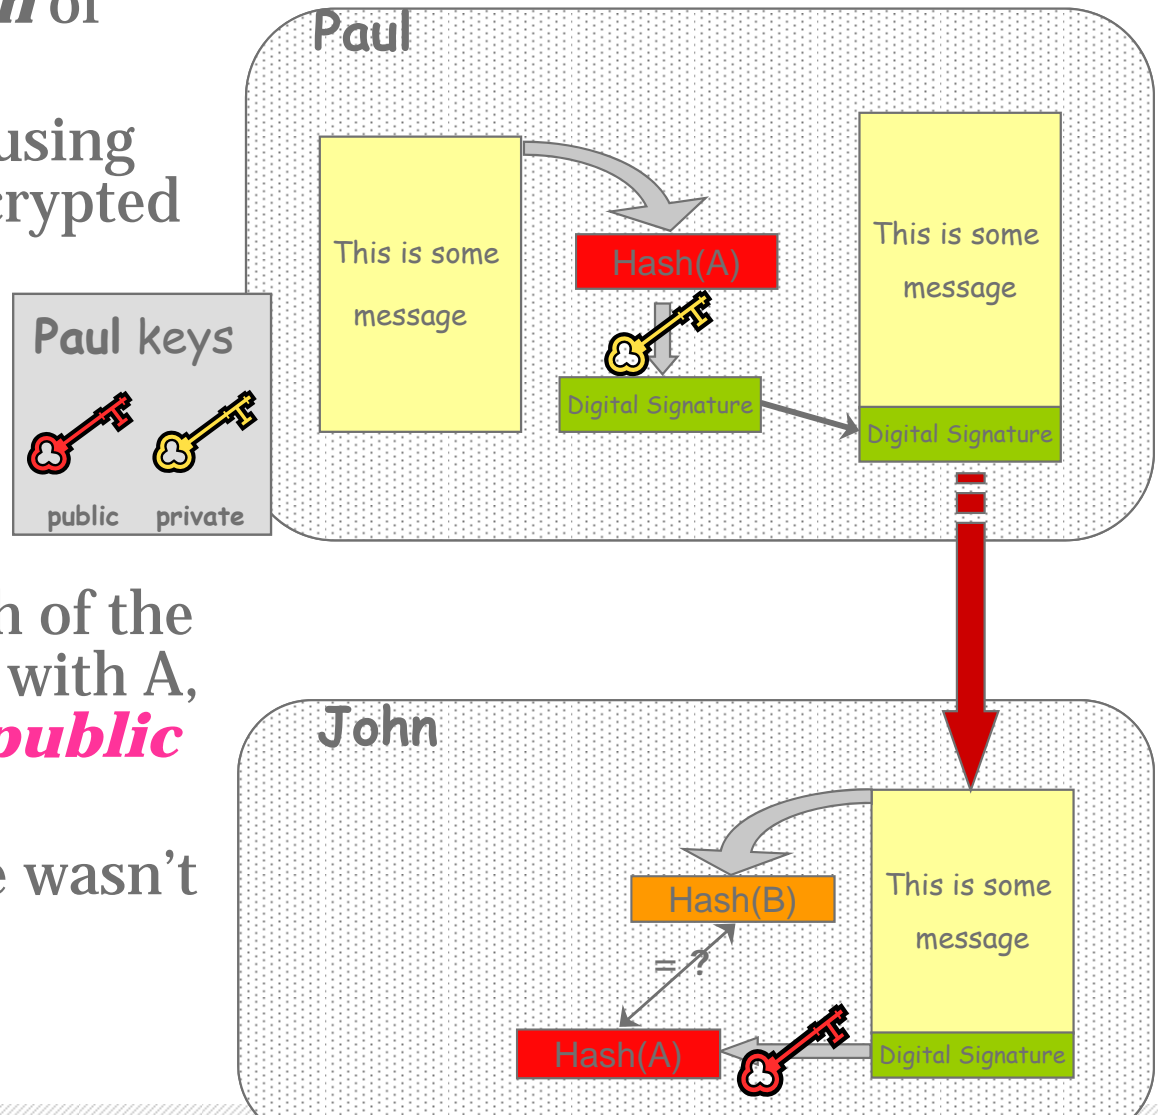 n of
using
crypted
h of the
with A,
public
e wasn't
Paul
This is some
message
Hash(A)
Digital Signature
This is some
message
Digital Signature
Paul keys
public private
John
Hash(B)
= ?
Hash(A)
This is some
message
Digital Signature